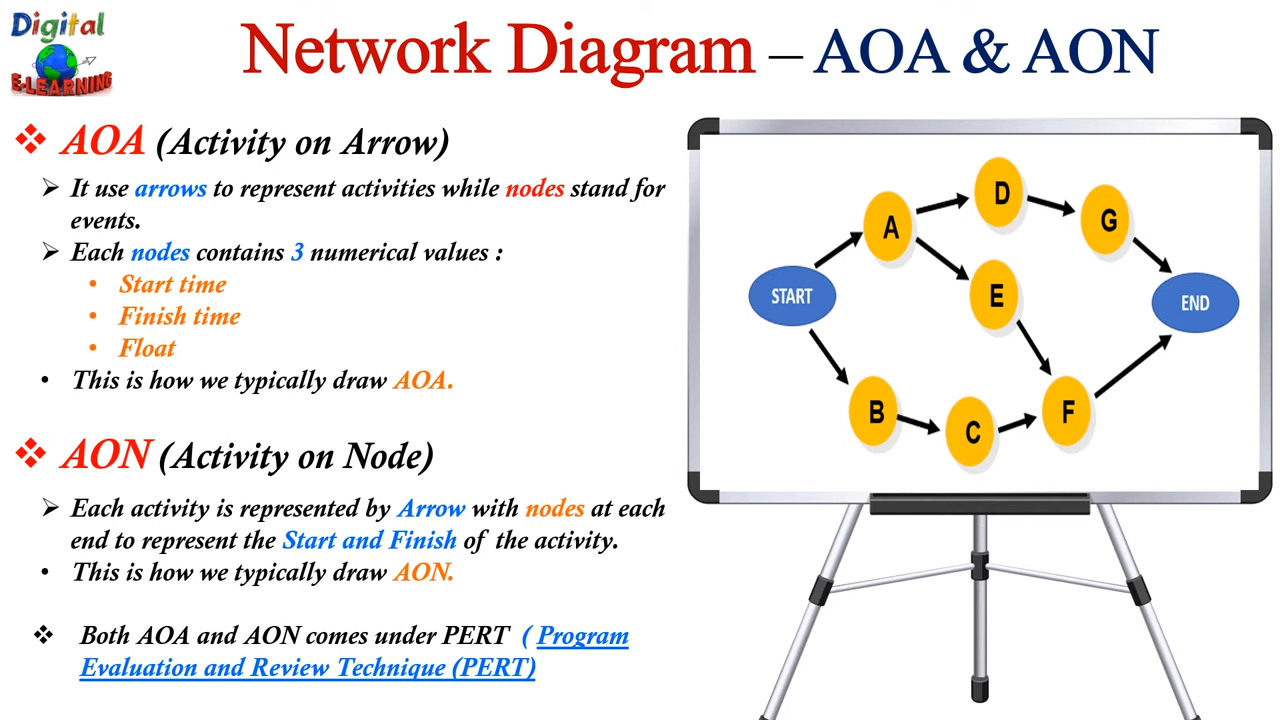 Digital
E-LEARNING
Network Diagram – AOA & AON
❖ AOA (Activity on Arrow)
➢ It use arrows to represent activities while nodes stand for
events.
➢ Each nodes contains 3 numerical values :
• Start time
• Finish time
• Float
• This is how we typically draw AOA.
❖ AON (Activity on Node)
➢ Each activity is represented by Arrow with nodes at each
end to represent the Start and Finish of the activity.
• This is how we typically draw AON.
❖ Both AOA and AON comes under PERT ( Program
Evaluation and Review Technique (PERT)
START
A
D
G
E
B
C
F
END